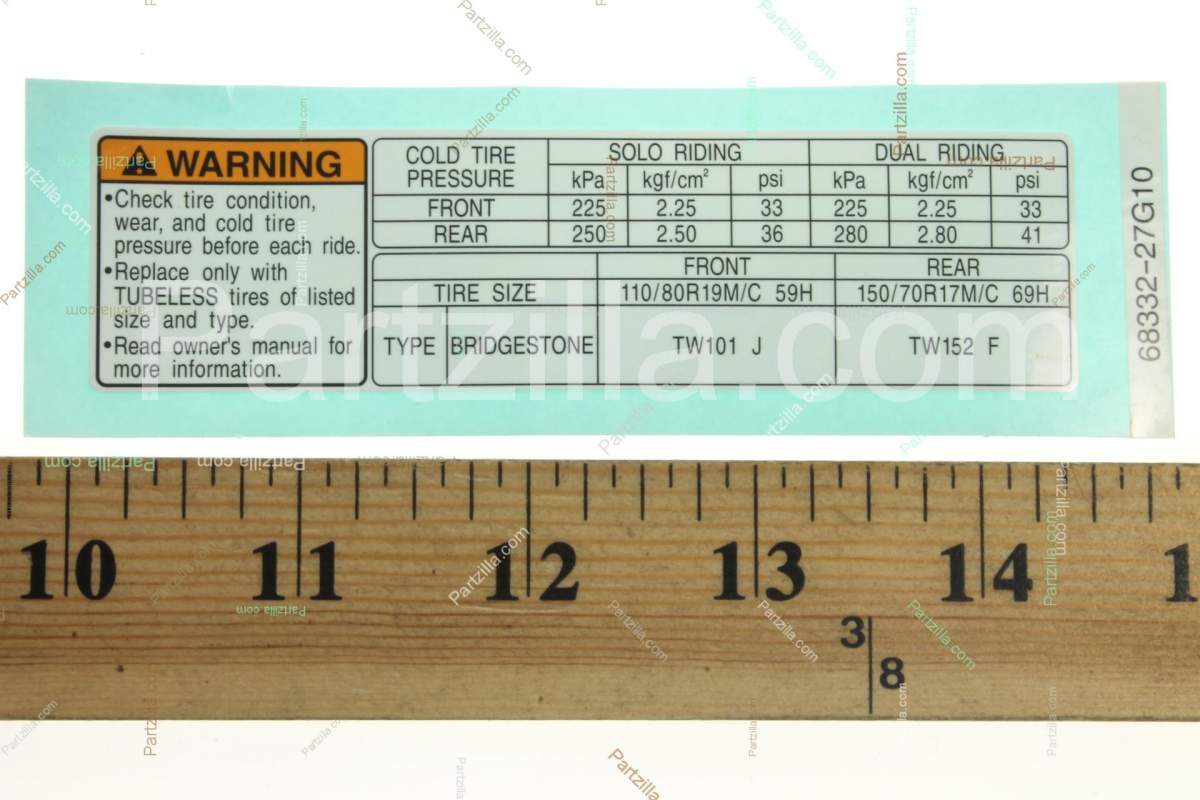 WARNING
•Check tire condition,
wear, and cold tire
pressure before each ride.
•Replace only with
TUBELESS tires of listed
size and type.
•Read owner's manual for
more information.
COLD TIRE PRESSURE SOLO RIDING DUAL RIDING
kPa kgf/cm² psi kPa kgf/cm² psi
FRONT 225 2.25 33 225 2.25 33
REAR 250 2.50 36 280 2.80 41
FRONT REAR
TIRE SIZE 110/80R19M/C 59H 150/70R17M/C 69H
TYPE BRIDGESTONE TW101 J TW152 F
68332-27G10
Partzilla.com
10 11 12 13 14 1
3 8